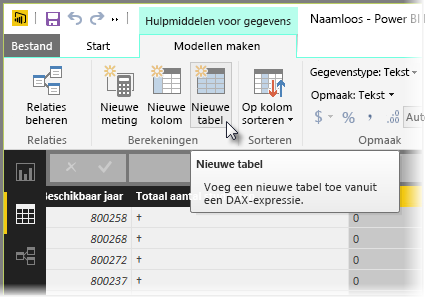 Hulpmiddelen voor gegevens
Naamloos - Power BI
Bestand
Start
Modellen maken
Relaties beheren
Nieuwe meting
Nieuwe kolom
Nieuwe tabel
Op kolom sorteren
Gegevenstype: Tekst
Opmaak: Tekst
$ % , .00
Relaties
Berekeningen
Sorteren
Opmaak
Nieuwe tabel
Voeg een nieuwe tabel toe vanuit een DAX-expressie.
Beschikbaar jaar
Totaal aant
800258 † 0
800268 † 0
800272 † 0
800237 † 0